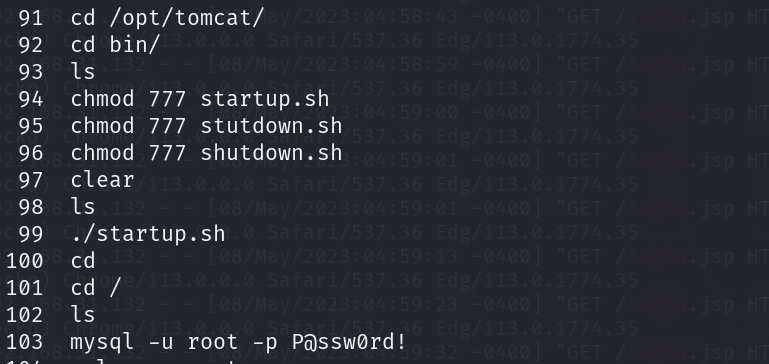 91 cd /opt/tomcat/
92 cd bin/
93 ls
94 chmod 777 startup.sh
95 chmod 777 stutdown.sh
96 chmod 777 shutdown.sh
97 clear
98 ls
99 ./startup.sh
100 cd
101 cd /
102 ls
103 mysql -u root -p P@ssw0rd!